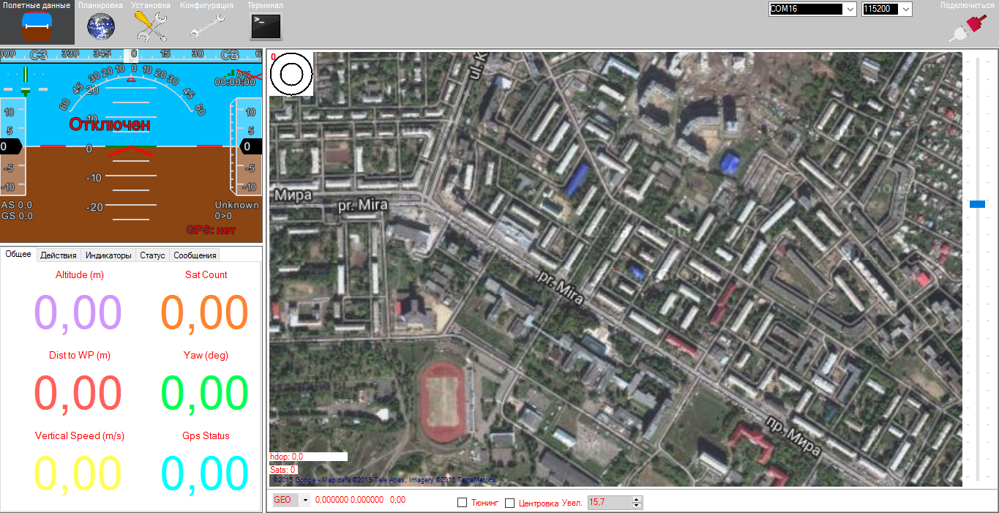 Полетные данные Планировка Установка Конфигурация Терминал COM16 115200 Подключиться
300 СЗ 330 345 0 15 30 СВ 6
60 45 30 20 10 0 10 20 30 45 60
0%
00:00:00
20
10
0
-10
-20
Отключен
10
5
0
-5
-10
10
5
0
-5
-10
AS 0,0
GS 0,0
Unknown
0>0
GPS: нет
Общее Действия Индикаторы Статус Сообщения
Altitude (m) Sat Count
0,00 0,00
Dist to WP (m) Yaw (deg)
0,00 0,00
Vertical Speed (m/s) Gps Status
0,00 0,00
0
ul. K
Мира
pr. Mira
pr. Mira
пр. Мира
hdop: 0,0
Sats: 0
©2015 Google - Map data ©2015 Tele Atlas, Imagery ©2015 TerraMetrics
GEO 0,000000 0,000000 0,00 Тюнинг Центровка Увел. 15,7